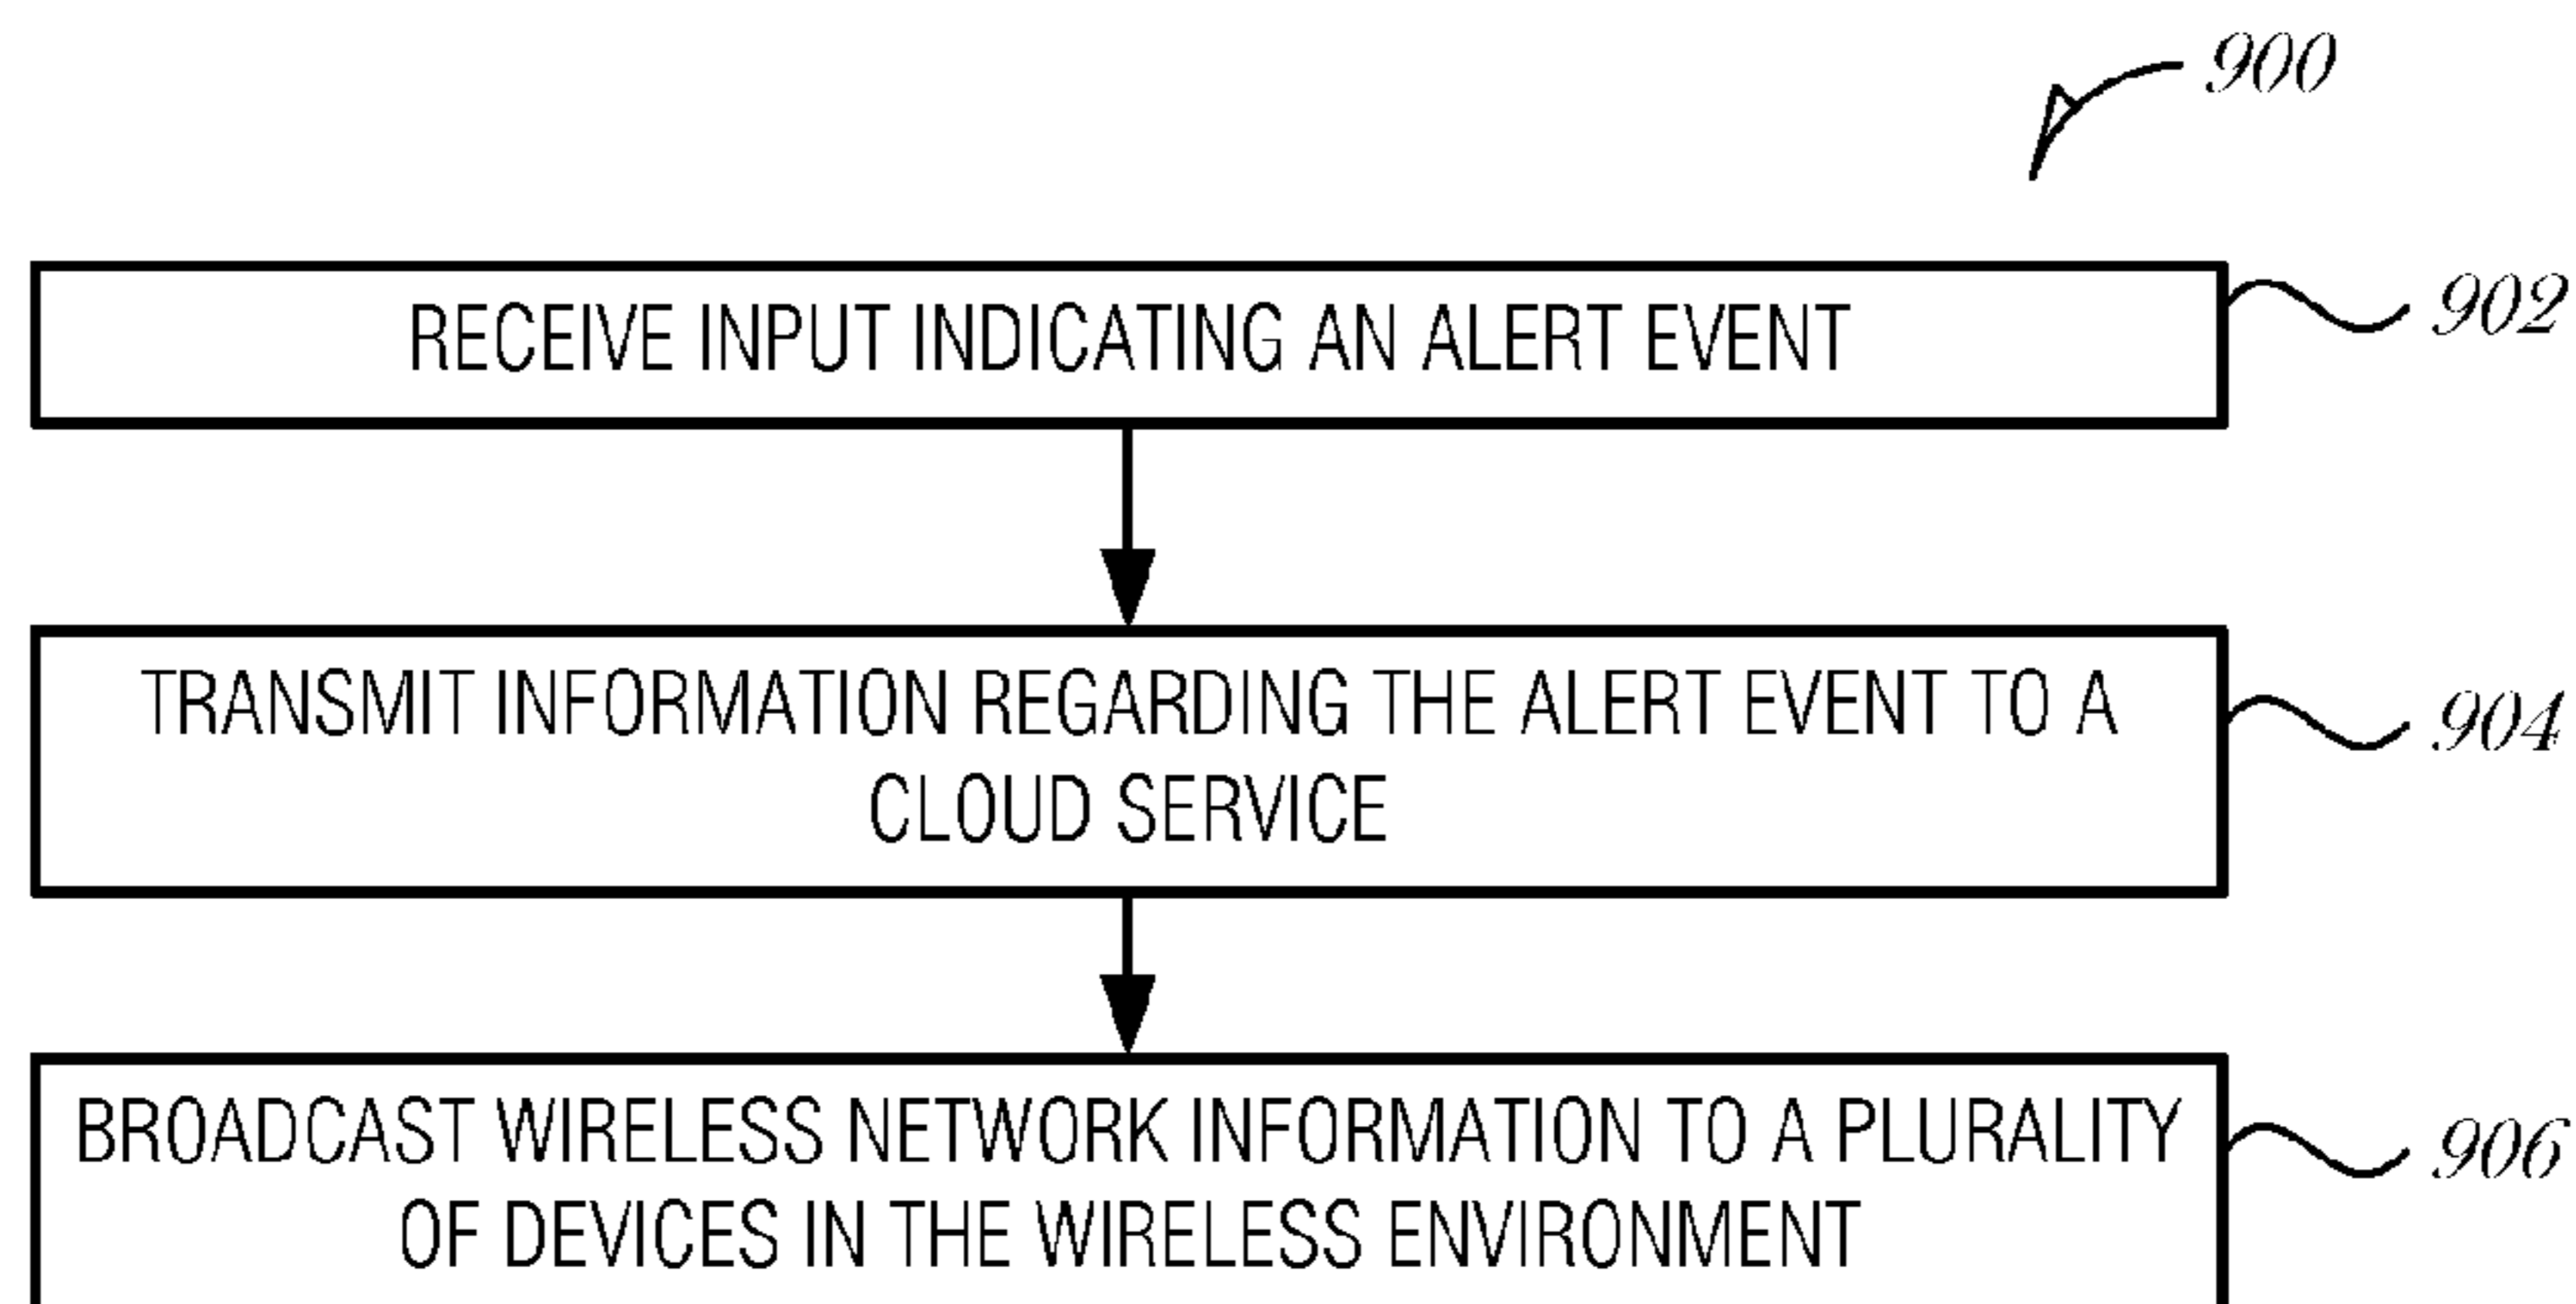 900
RECEIVE INPUT INDICATING AN ALERT EVENT
902
TRANSMIT INFORMATION REGARDING THE ALERT EVENT TO A
CLOUD SERVICE
904
BROADCAST WIRELESS NETWORK INFORMATION TO A PLURALITY
OF DEVICES IN THE WIRELESS ENVIRONMENT
906